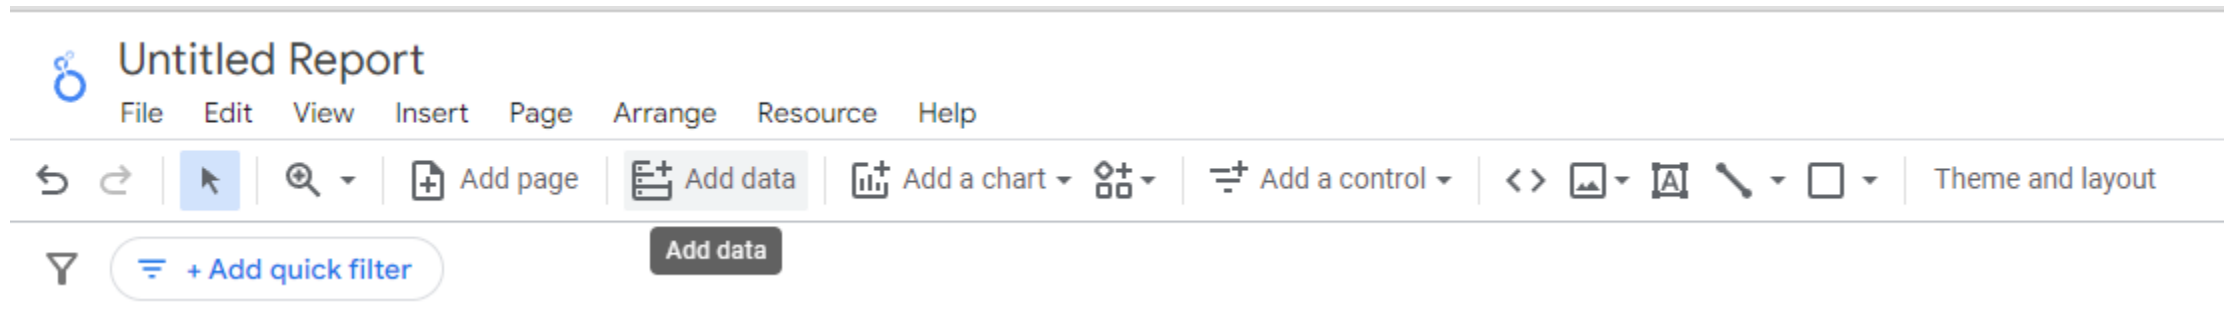 Untitled Report
File Edit View Insert Page Arrange Resource Help
Add page Add data Add a chart Add a control Theme and layout
Add data
+ Add quick filter